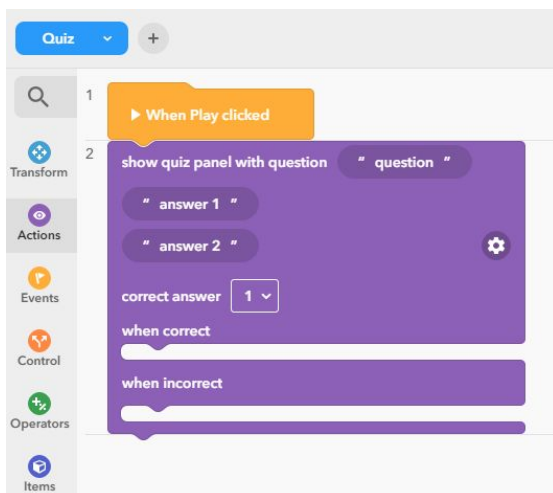 Quiz
+
1
When Play clicked
2
show quiz panel with question " question "
" answer 1 "
" answer 2 "
correct answer 1
when correct
when incorrect
Transform
Actions
Events
Control
Operators
Items